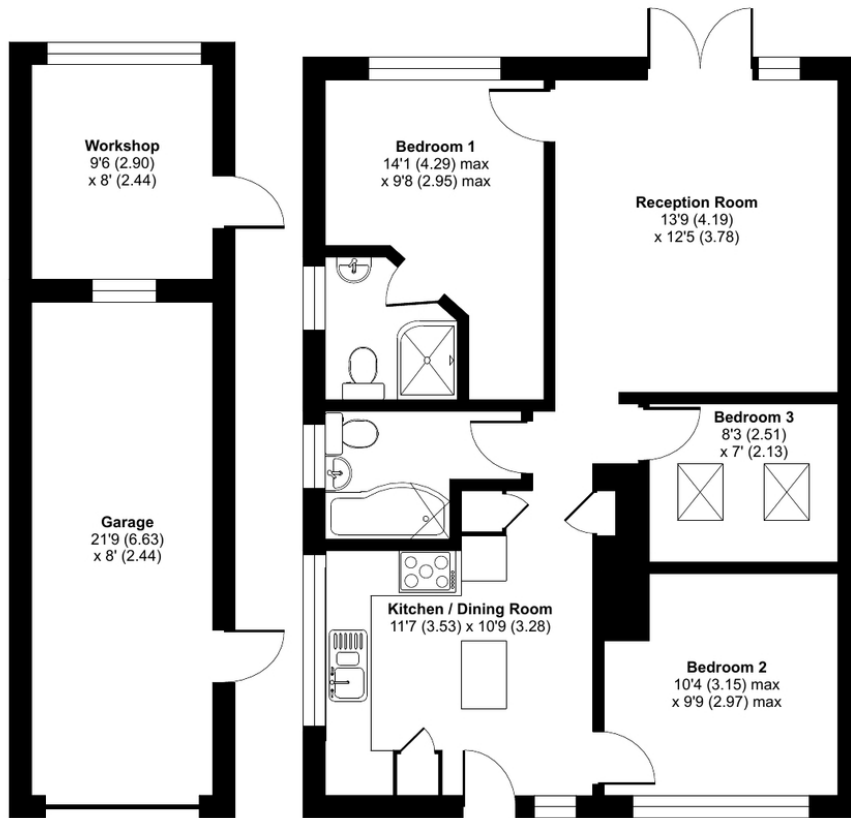 Workshop
9'6 (2.90)
x 8' (2.44)
Bedroom 1
14'1 (4.29) max
x 9'8 (2.95) max
Reception Room
13'9 (4.19)
x 12'5 (3.78)
Bedroom 3
8'3 (2.51)
x 7' (2.13)
Garage
21'9 (6.63)
x 8' (2.44)
Kitchen / Dining Room
11'7 (3.53) x 10'9 (3.28)
Bedroom 2
10'4 (3.15) max
x 9'9 (2.97) max